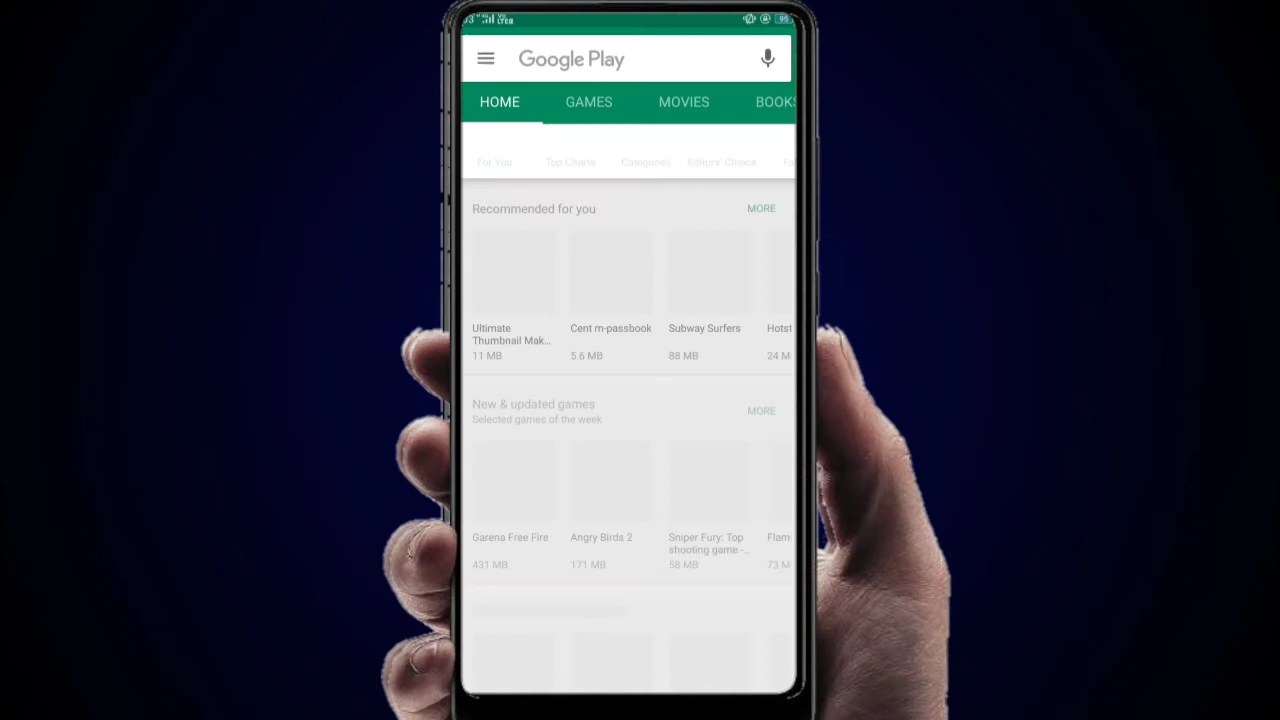 Google Play
HOME GAMES MOVIES BOOKS
For You Top Charts Categories Editors' Choice
Recommended for you MORE
Ultimate Thumbnail Mak... Cent m-passbook Subway Surfers Hotst
11 MB 5.6 MB 88 MB 24 M
New & updated games
Selected games of the week MORE
Garena Free Fire Angry Birds 2 Sniper Fury: Top shooting game -... Flam
431 MB 171 MB 58 MB 73 M